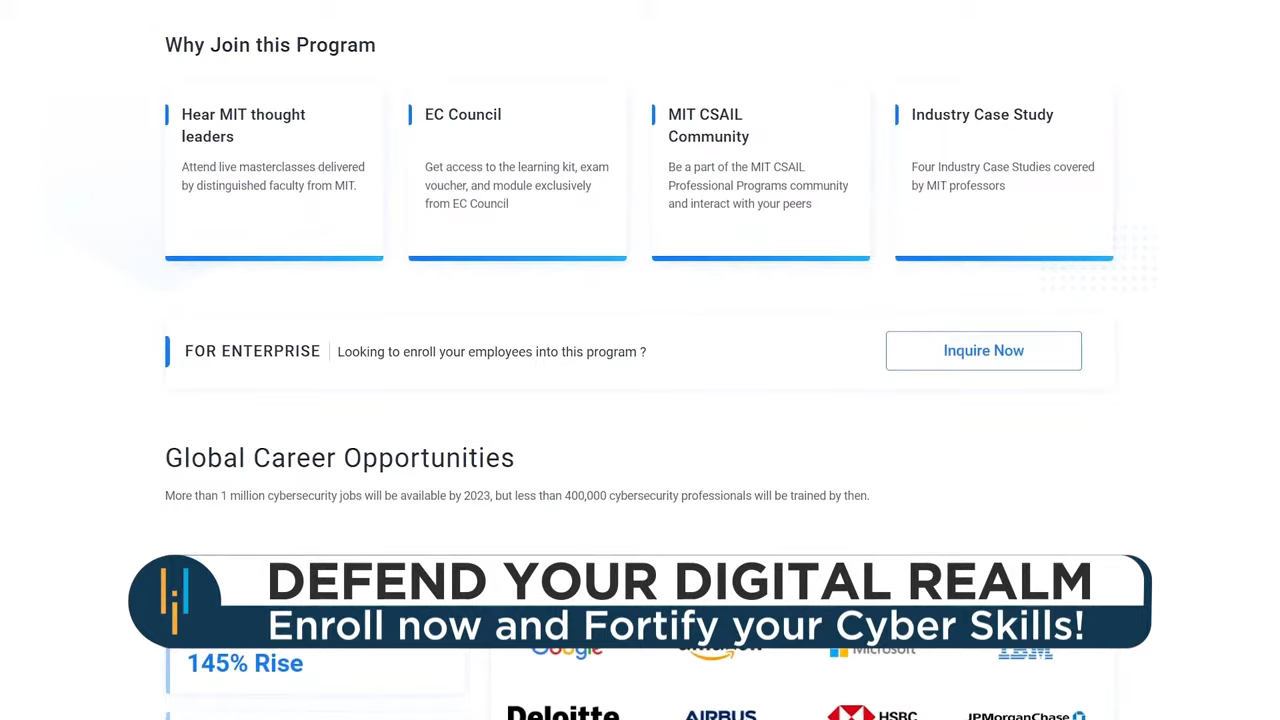 Why Join this Program
Hear MIT thought
leaders
Attend live masterclasses delivered
by distinguished faculty from MIT.
EC Council
Get access to the learning kit, exam
voucher, and module exclusively
from EC Council
MIT CSAIL
Community
Be a part of the MIT CSAIL
Professional Programs community
and interact with your peers
Industry Case Study
Four Industry Case Studies covered
by MIT professors
FOR ENTERPRISE
Looking to enroll your employees into this program ?
Inquire Now
Global Career Opportunities
More than 1 million cybersecurity jobs will be available by 2023, but less than 400,000 cybersecurity professionals will be trained by then.
DEFEND YOUR DIGITAL REALM
Enroll now and Fortify your Cyber Skills!
145% Rise
Google
amazon
Microsoft
IBM
Deloitte
AIRBUS
HSBC
JPMorganChase